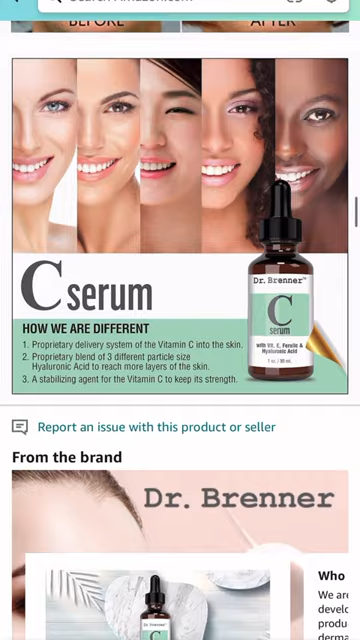 BEFORE
AFTER
C serum
HOW WE ARE DIFFERENT
1. Proprietary delivery system of the Vitamin C into the skin.
2. Proprietary blend of 3 different particle size
Hyaluronic Acid to reach more layers of the skin.
3. A stabilizing agent for the Vitamin C to keep its strength.
Dr. Brenner™
C
serum
with Vit. E, Ferulic &
Hyaluronic Acid
1 oz. / 30 mL
Report an issue with this product or seller
From the brand
Dr. Brenner
Dr. Brenner
C
Who
We are
develo
produ
derma